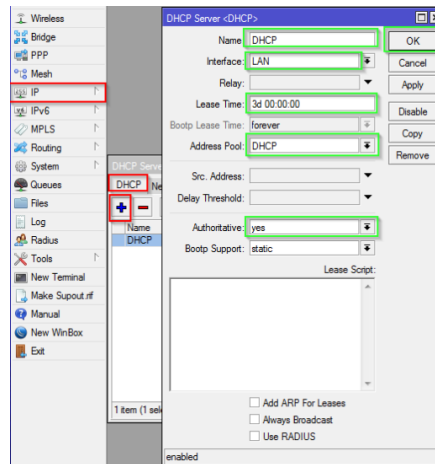 Wireless
Bridge
PPP
Mesh
IP
IPv6
MPLS
Routing
System
Queues
Files
Log
Radius
Tools
New Terminal
Make Supout.rif
Manual
New WinBox
Exit
DHCP Serve
DHCP Ne
Name
DHCP
1 item (1 sele
DHCP Server <DHCP>
Name: DHCP
Interface: LAN
Relay:
Lease Time: 3d 00:00:00
Bootp Lease Time: forever
Address Pool: DHCP
Src. Address:
Delay Threshold:
Authoritative: yes
Bootp Support: static
Lease Script:
Add ARP For Leases
Always Broadcast
Use RADIUS
enabled
OK
Cancel
Apply
Disable
Copy
Remove